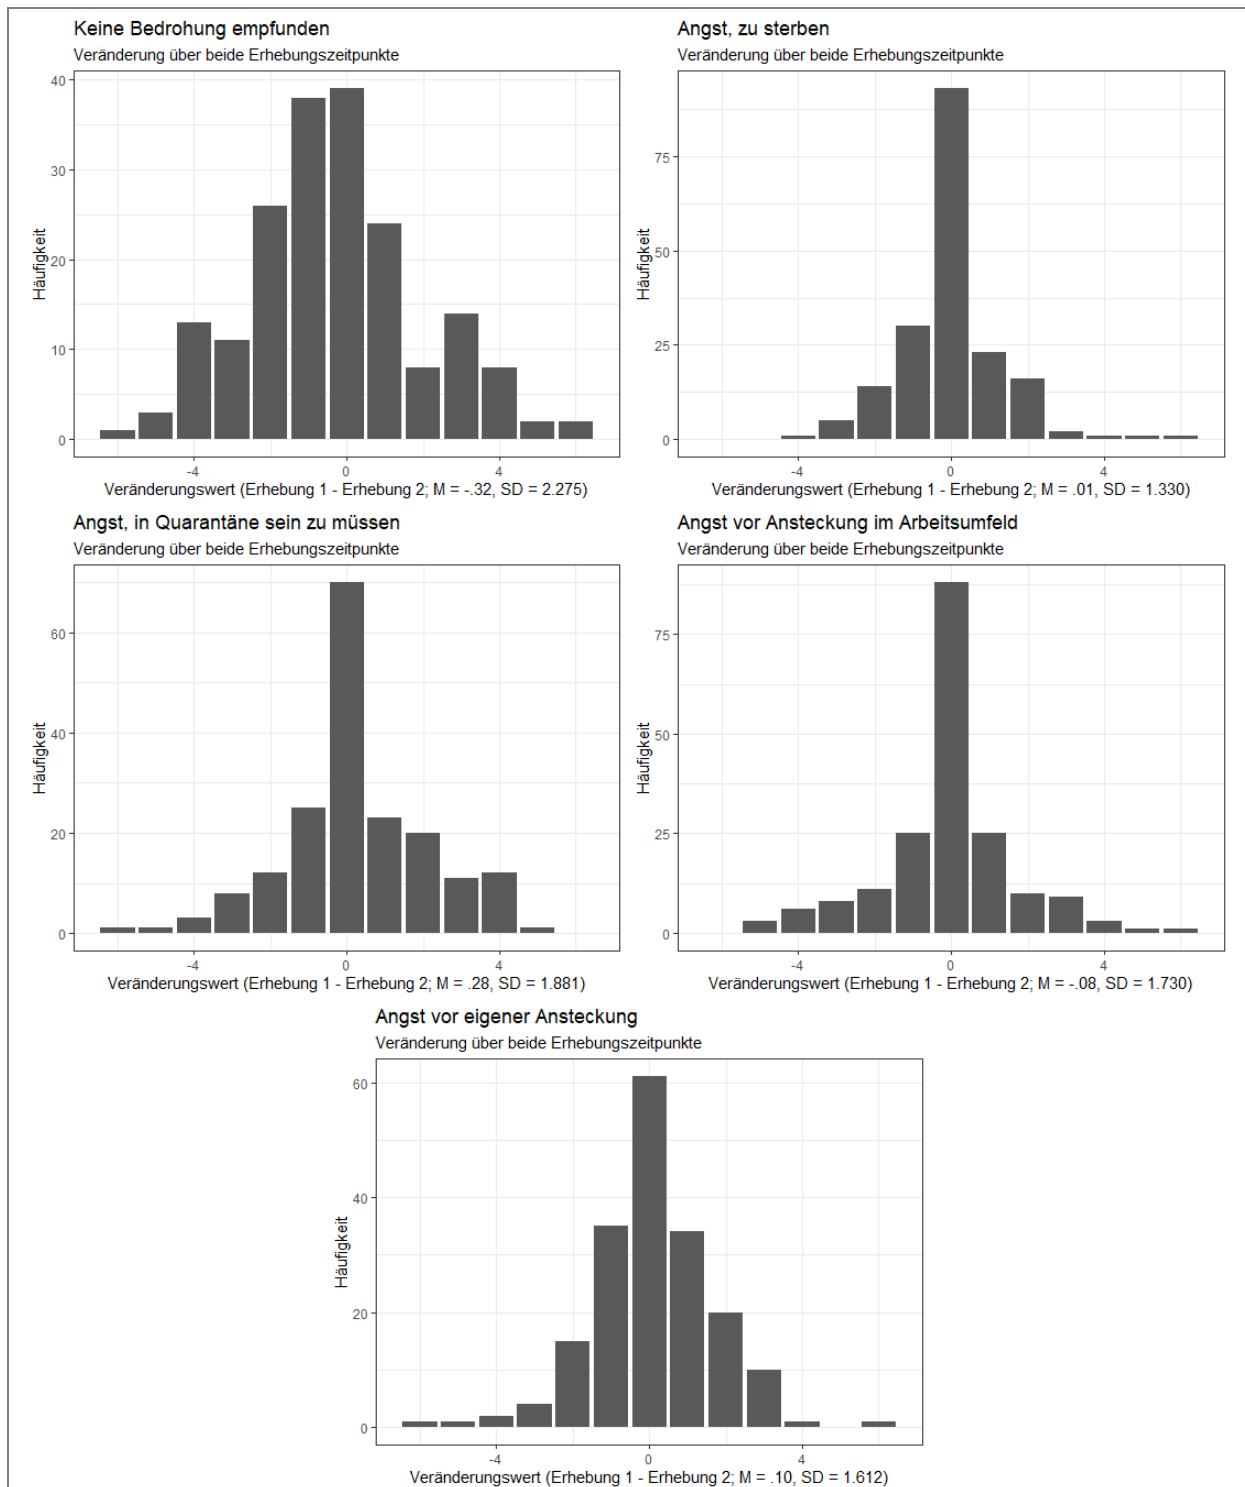 Keine Bedrohung empfunden
Veränderung über beide Erhebungszeitpunkte
40
30
20
10
0
Häufigkeit
-4
0
4
Veränderungswert (Erhebung 1 - Erhebung 2; M = -.32, SD = 2.275)
Angst, zu sterben
Veränderung über beide Erhebungszeitpunkte
75
50
25
0
Häufigkeit
-4
0
4
Veränderungswert (Erhebung 1 - Erhebung 2; M = .01, SD = 1.330)
Angst, in Quarantäne sein zu müssen
Veränderung über beide Erhebungszeitpunkte
60
40
20
0
Häufigkeit
-4
0
4
Veränderungswert (Erhebung 1 - Erhebung 2; M = .28, SD = 1.881)
Angst vor Ansteckung im Arbeitsumfeld
Veränderung über beide Erhebungszeitpunkte
75
50
25
0
Häufigkeit
-4
0
4
Veränderungswert (Erhebung 1 - Erhebung 2; M = -.08, SD = 1.730)
Angst vor eigener Ansteckung
Veränderung über beide Erhebungszeitpunkte
60
40
20
0
Häufigkeit
-4
0
4
Veränderungswert (Erhebung 1 - Erhebung 2; M = .10, SD = 1.612)